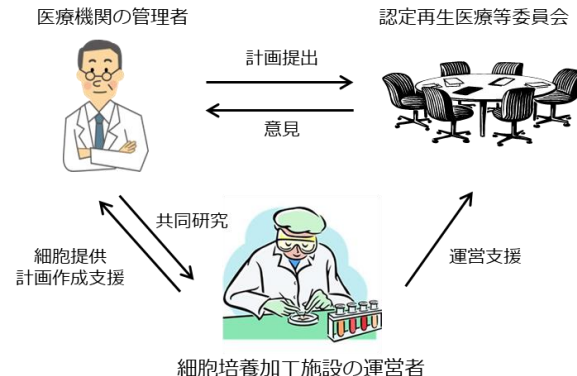 医療機関の管理者
認定再生医療等委員会
計画提出
意見
共同研究
細胞提供
計画作成支援
運営支援
細胞培養加工施設の運営者